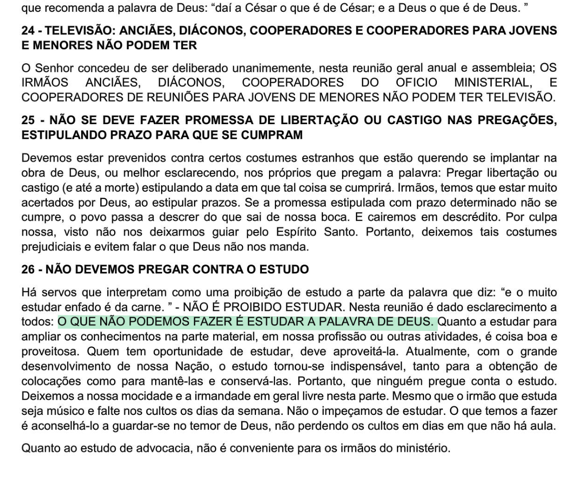 que recomenda a palavra de Deus: “daí a César o que é de César; e a Deus o que é de Deus. ”
24 - TELEVISÃO: ANCIÃES, DIÁCONOS, COOPERADORES E COOPERADORES PARA JOVENS
E MENORES NÃO PODEM TER
O Senhor concedeu de ser deliberado unanimemente, nesta reunião geral anual e assembleia; OS
IRMÃOS ANCIÃES, DIÁCONOS, COOPERADORES DO OFICIO MINISTERIAL, E
COOPERADORES DE REUNIÕES PARA JOVENS DE MENORES NÃO PODEM TER TELEVISÃO.
25 - NÃO SE DEVE FAZER PROMESSA DE LIBERTAÇÃO OU CASTIGO NAS PREGAÇÕES,
ESTIPULANDO PRAZO PARA QUE SE CUMPRAM
Devemos estar prevenidos contra certos costumes estranhos que estão querendo se implantar na
obra de Deus, ou melhor esclarecendo, nos próprios que pregam a palavra: Pregar libertação ou
castigo (e até a morte) estipulando a data em que tal coisa se cumprirá. Irmãos, temos que estar muito
acertados por Deus, ao estipular prazos. Se a promessa estipulada com prazo determinado não se
cumpre, o povo passa a descrer do que sai de nossa boca. E cairemos em descrédito. Por culpa
nossa, visto não nos deixarmos guiar pelo Espírito Santo. Portanto, deixemos tais costumes
prejudiciais e evitem falar o que Deus não nos manda.
26 - NÃO DEVEMOS PREGAR CONTRA O ESTUDO
Há servos que interpretam como uma proibição de estudo a parte da palavra que diz: “e o muito
estudar enfado é da carne. ” - NÃO É PROIBIDO ESTUDAR. Nesta reunião é dado esclarecimento a
todos: O QUE NÃO PODEMOS FAZER É ESTUDAR A PALAVRA DE DEUS. Quanto a estudar para
ampliar os conhecimentos na parte material, em nossa profissão ou outras atividades, é coisa boa e
proveitosa. Quem tem oportunidade de estudar, deve aproveitá-la. Atualmente, com o grande
desenvolvimento de nossa Nação, o estudo tornou-se indispensável, tanto para a obtenção de
colocações como para mantê-las e conservá-las. Portanto, que ninguém pregue contra o estudo.
Deixemos a nossa mocidade e a irmandade em geral livre nesta parte. Mesmo que o irmão que estuda
seja músico e falte nos cultos os dias da semana. Não o impeçamos de estudar. O que temos a fazer
é aconselhá-lo a guardar-se no temor de Deus, não perdendo os cultos em dias em que não há aula.
Quanto ao estudo de advocacia, não é conveniente para os irmãos do ministério.